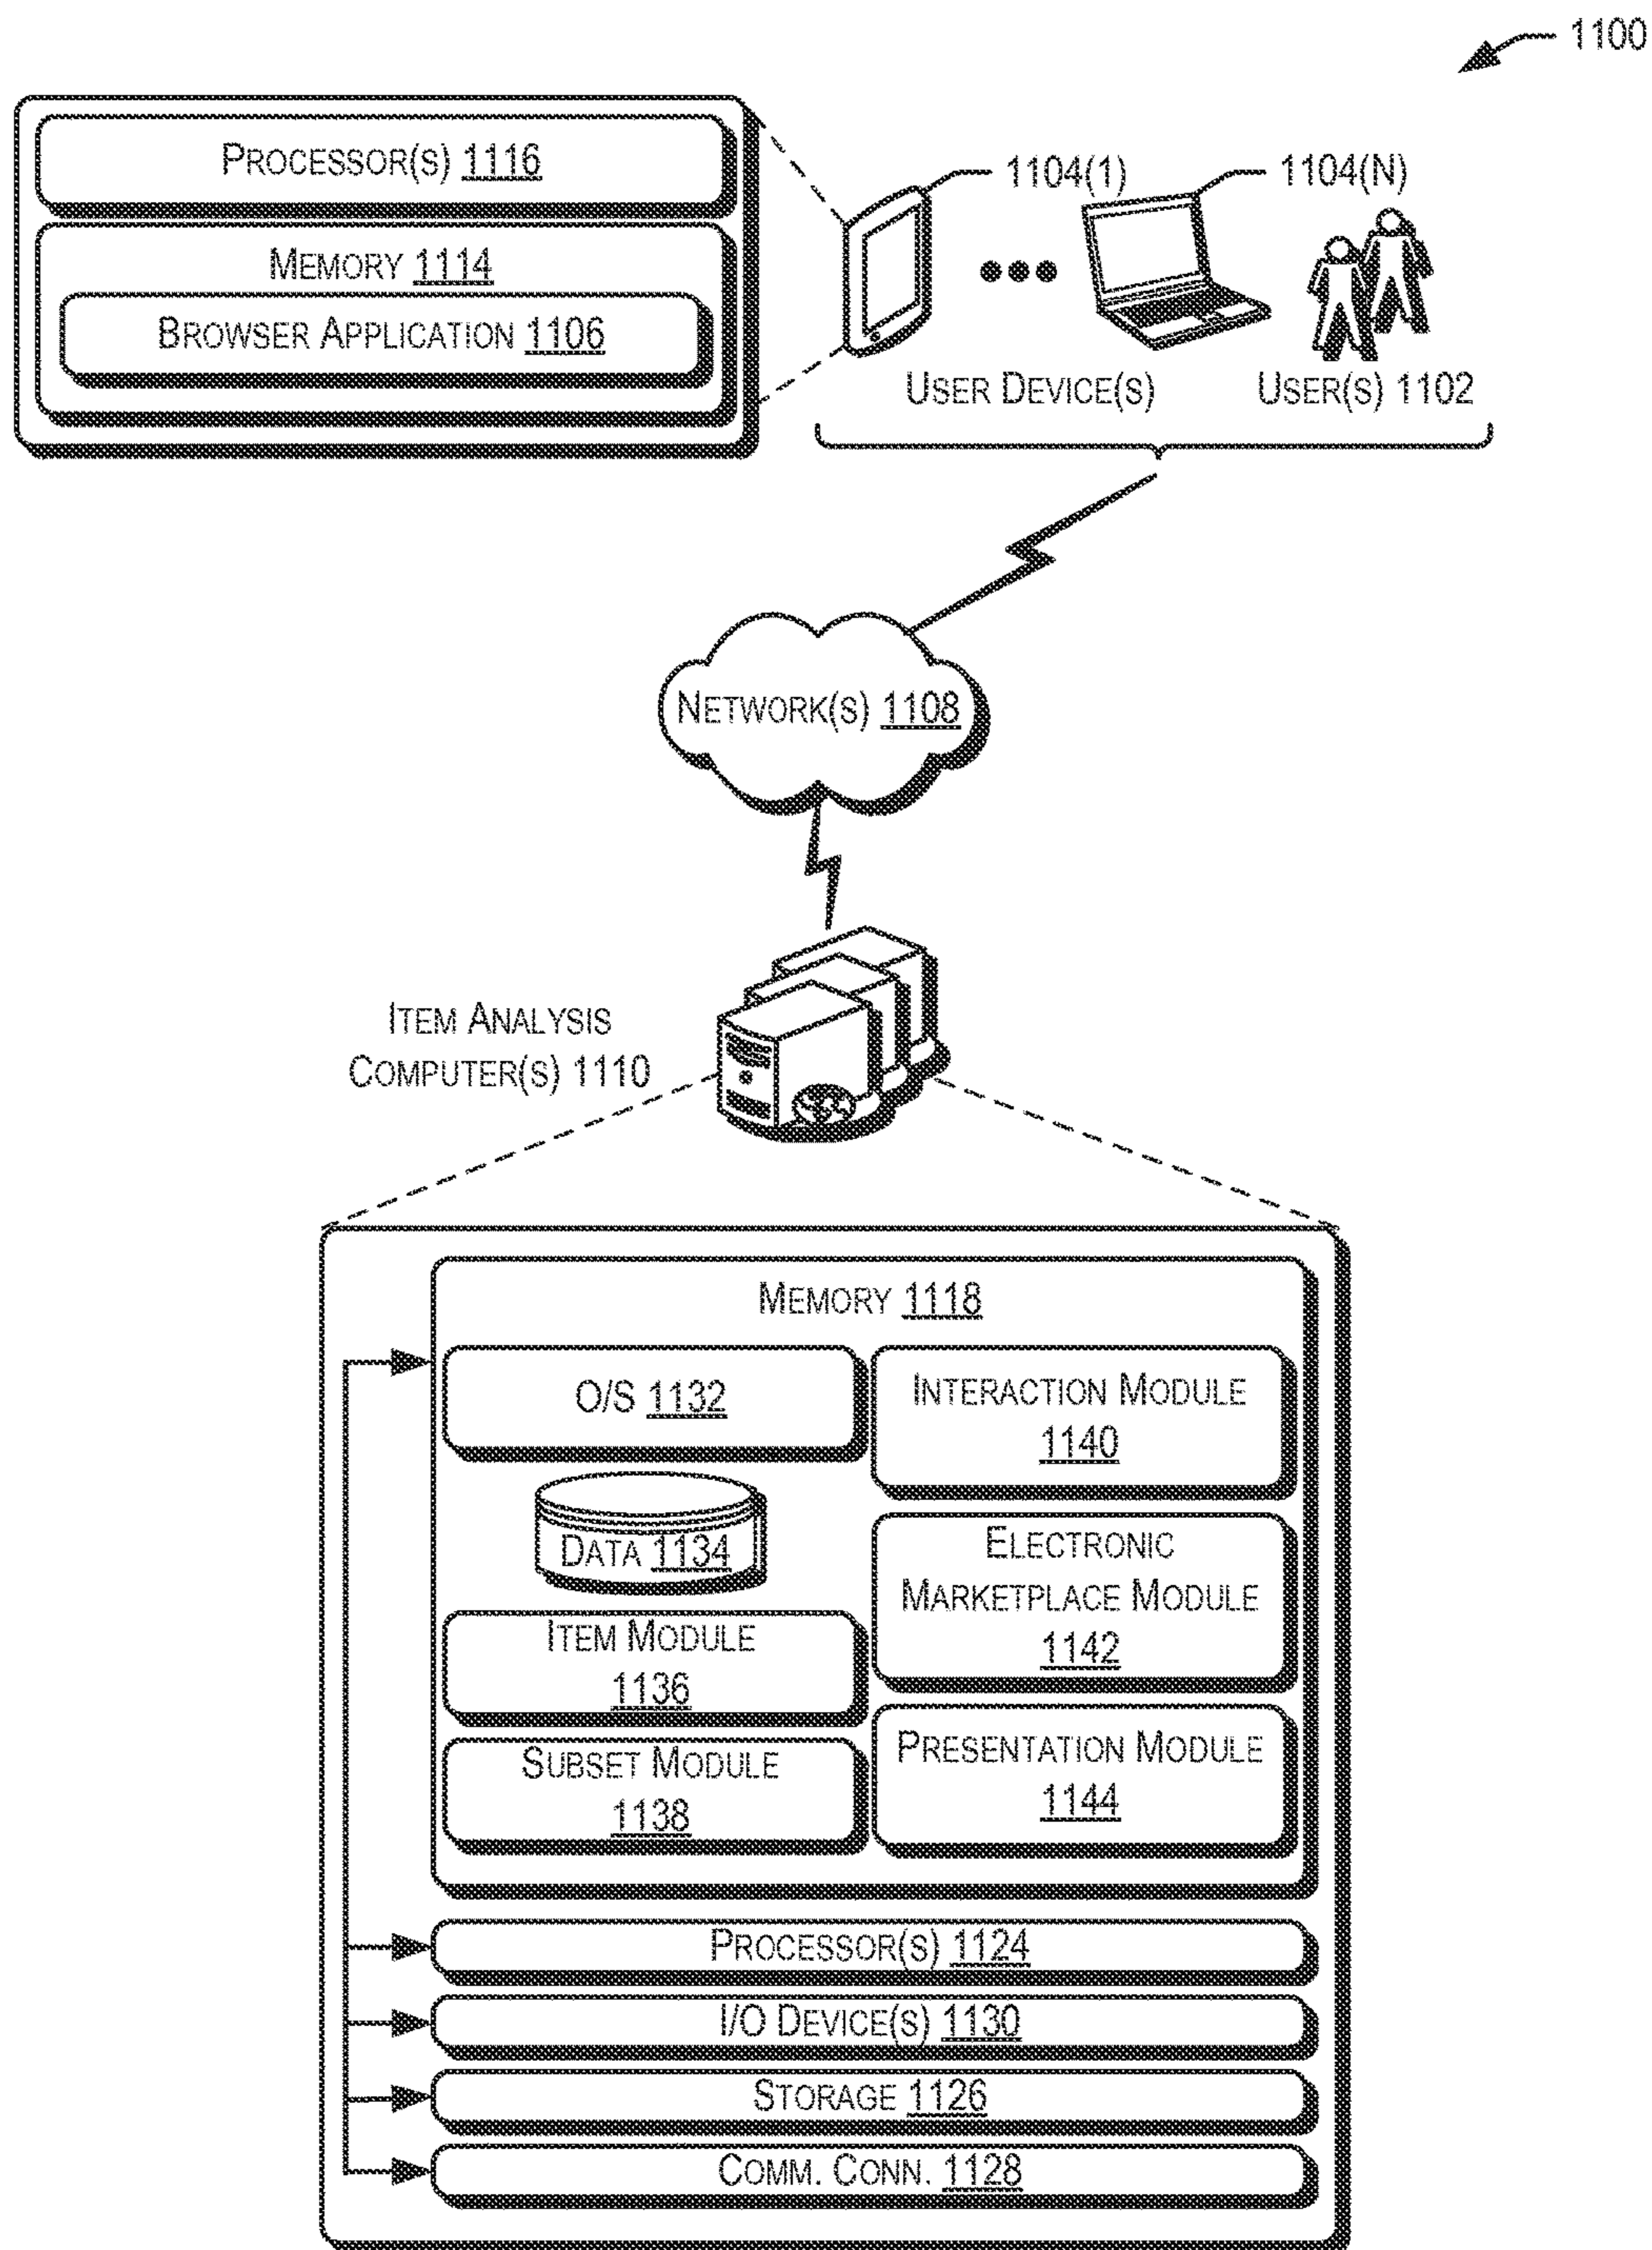 1100
PROCESSOR(S) 1116
MEMORY 1114
BROWSER APPLICATION 1106
1104(1)
1104(N)
USER DEVICE(S)
USER(S) 1102
NETWORK(S) 1108
ITEM ANALYSIS
COMPUTER(S) 1110
MEMORY 1118
O/S 1132
DATA 1134
ITEM MODULE
1136
SUBSET MODULE
1138
INTERACTION MODULE
1140
ELECTRONIC
MARKETPLACE MODULE
1142
PRESENTATION MODULE
1144
PROCESSOR(S) 1124
I/O DEVICE(S) 1130
STORAGE 1126
COMM. CONN. 1128